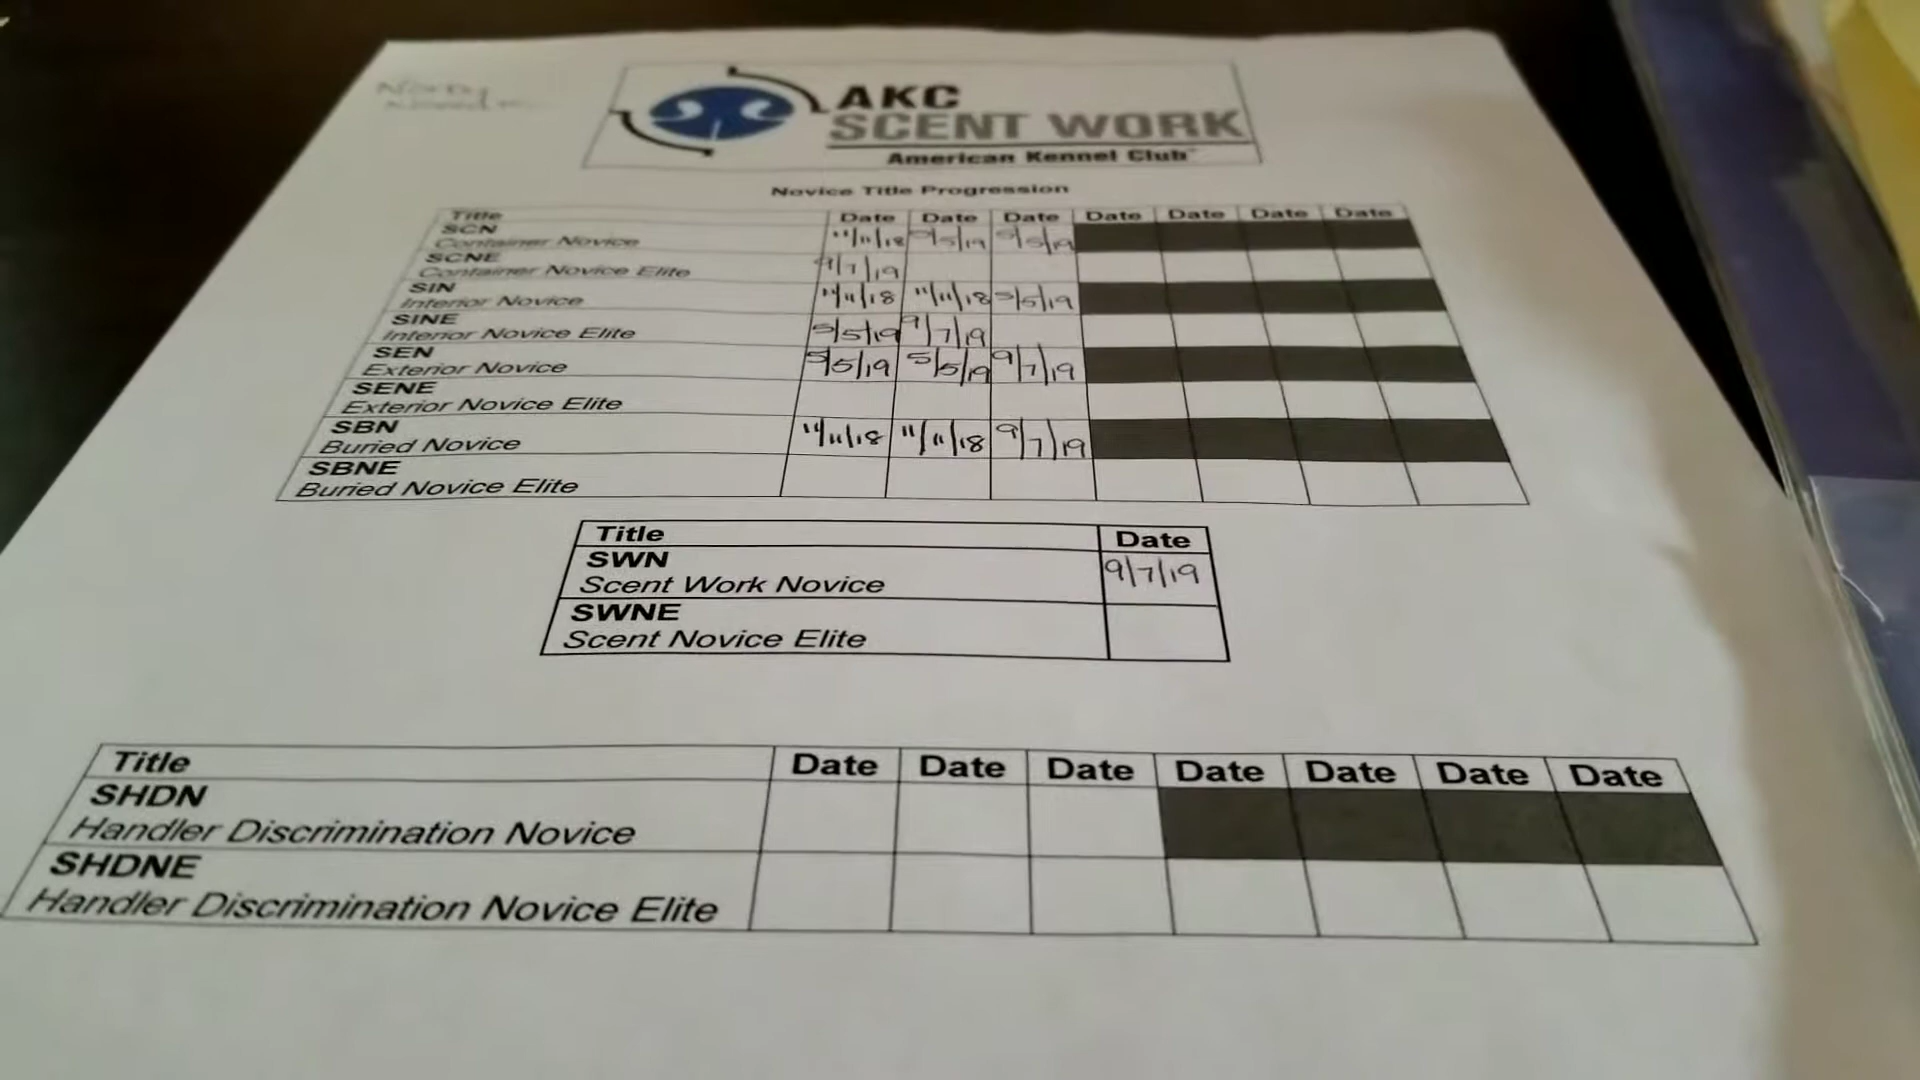 AKC
SCENT WORK
American Kennel Club
Novice Title Progression
Title Date Date Date Date Date Date Date
SCN
Container Novice 11/11/18 5/5/19 5/5/19
SCNE
Container Novice Elite 9/7/19
SIN
Interior Novice 11/11/18 11/11/18 5/5/19
SINE
Interior Novice Elite 5/5/19 9/7/19
SEN
Exterior Novice 5/5/19 5/5/19 9/7/19
SENE
Exterior Novice Elite
SBN
Buried Novice 11/11/18 11/11/18 9/7/19
SBNE
Buried Novice Elite
Title Date
SWN
Scent Work Novice 9/7/19
SWNE
Scent Novice Elite
Title Date Date Date Date Date Date Date
SHDN
Handler Discrimination Novice
SHDNE
Handler Discrimination Novice Elite